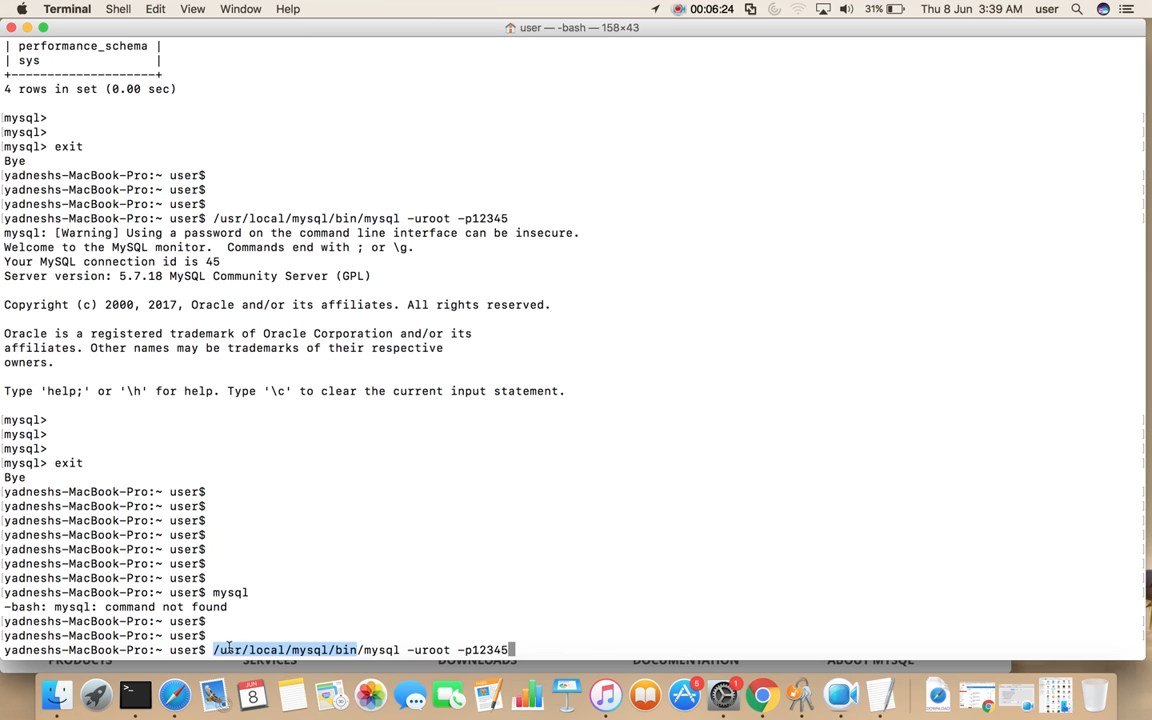 Terminal Shell Edit View Window Help 00:06:24 31% Thu 8 Jun 3:39 AM user
user — -bash — 158×43
| performance_schema |
| sys |
+--------------------+
4 rows in set (0.00 sec)
mysql>
mysql>
mysql> exit
Bye
yadneshs-MacBook-Pro:~ user$
yadneshs-MacBook-Pro:~ user$
yadneshs-MacBook-Pro:~ user$
yadneshs-MacBook-Pro:~ user$ /usr/local/mysql/bin/mysql -uroot -p12345
mysql: [Warning] Using a password on the command line interface can be insecure.
Welcome to the MySQL monitor.  Commands end with ; or \g.
Your MySQL connection id is 45
Server version: 5.7.18 MySQL Community Server (GPL)
Copyright (c) 2000, 2017, Oracle and/or its affiliates. All rights reserved.
Oracle is a registered trademark of Oracle Corporation and/or its
affiliates. Other names may be trademarks of their respective
owners.
Type 'help;' or '\h' for help. Type '\c' to clear the current input statement.
mysql>
mysql>
mysql>
mysql> exit
Bye
yadneshs-MacBook-Pro:~ user$
yadneshs-MacBook-Pro:~ user$
yadneshs-MacBook-Pro:~ user$
yadneshs-MacBook-Pro:~ user$
yadneshs-MacBook-Pro:~ user$
yadneshs-MacBook-Pro:~ user$
yadneshs-MacBook-Pro:~ user$
yadneshs-MacBook-Pro:~ user$ mysql
-bash: mysql: command not found
yadneshs-MacBook-Pro:~ user$
yadneshs-MacBook-Pro:~ user$
yadneshs-MacBook-Pro:~ user$ /usr/local/mysql/bin/mysql -uroot -p12345
PRODUCTS SERVICES DOWNLOADS DOCUMENTATION ABOUT MYSQL